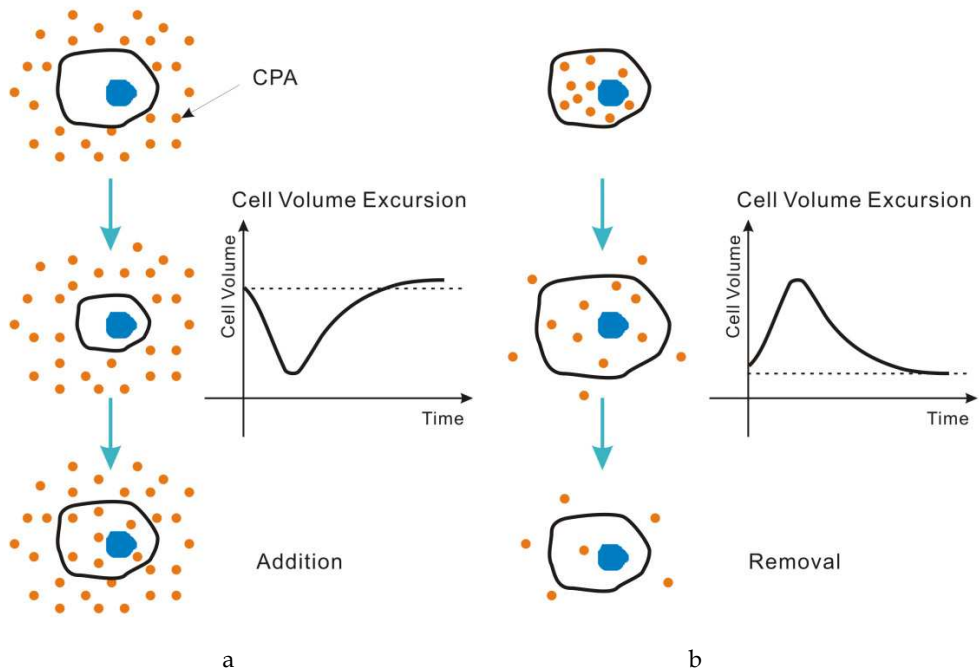 CPA
Cell Volume Excursion
Cell Volume
Time
Addition
a
Cell Volume Excursion
Cell Volume
Time
Removal
b